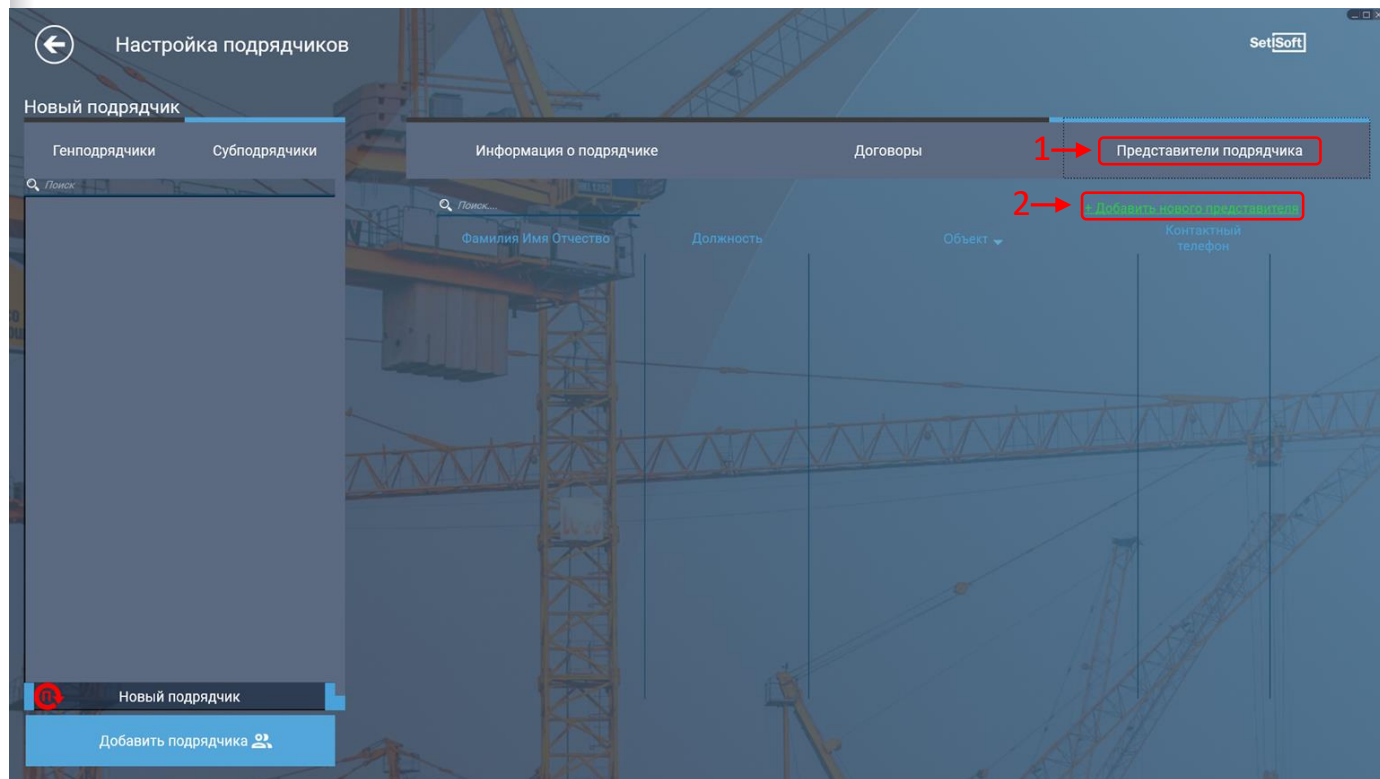 Настройка подрядчиков
SetlSoft
Новый подрядчик
Генподрядчики Субподрядчики
Информация о подрядчике Договоры 1 Представители подрядчика
Поиск
Поиск....
2 + Добавить нового представителя
Фамилия Имя Отчество Должность Объект Контактный
телефон
Новый подрядчик
Добавить подрядчика